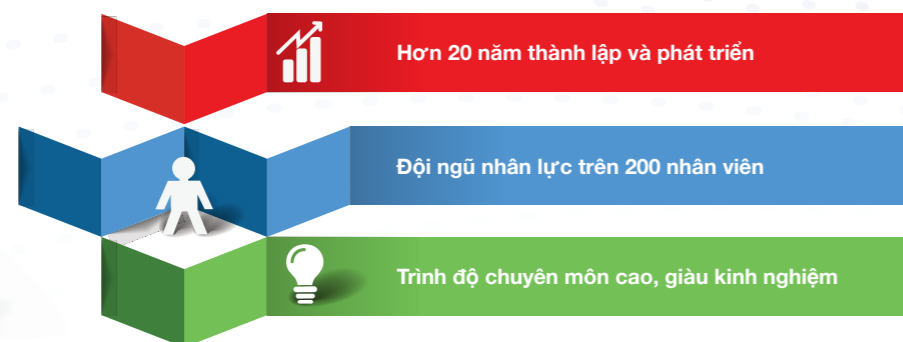 Hơn 20 năm thành lập và phát triển
Đội ngũ nhân lực trên 200 nhân viên
Trình độ chuyên môn cao, giàu kinh nghiệm